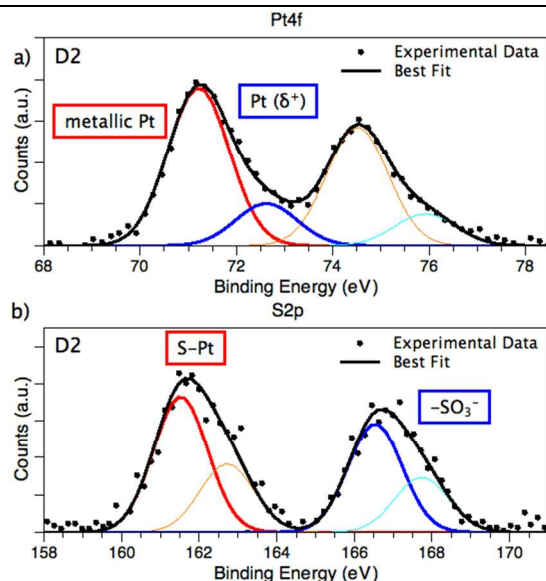 Pt4f
a) D2
Experimental Data
Best Fit
metallic Pt
Pt (δ⁺)
Counts (a.u.)
68 70 72 74 76 78
Binding Energy (eV)
b) S2p
D2
Experimental Data
Best Fit
S-Pt
–SO₃⁻
Counts (a.u.)
158 160 162 164 166 168 170
Binding Energy (eV)